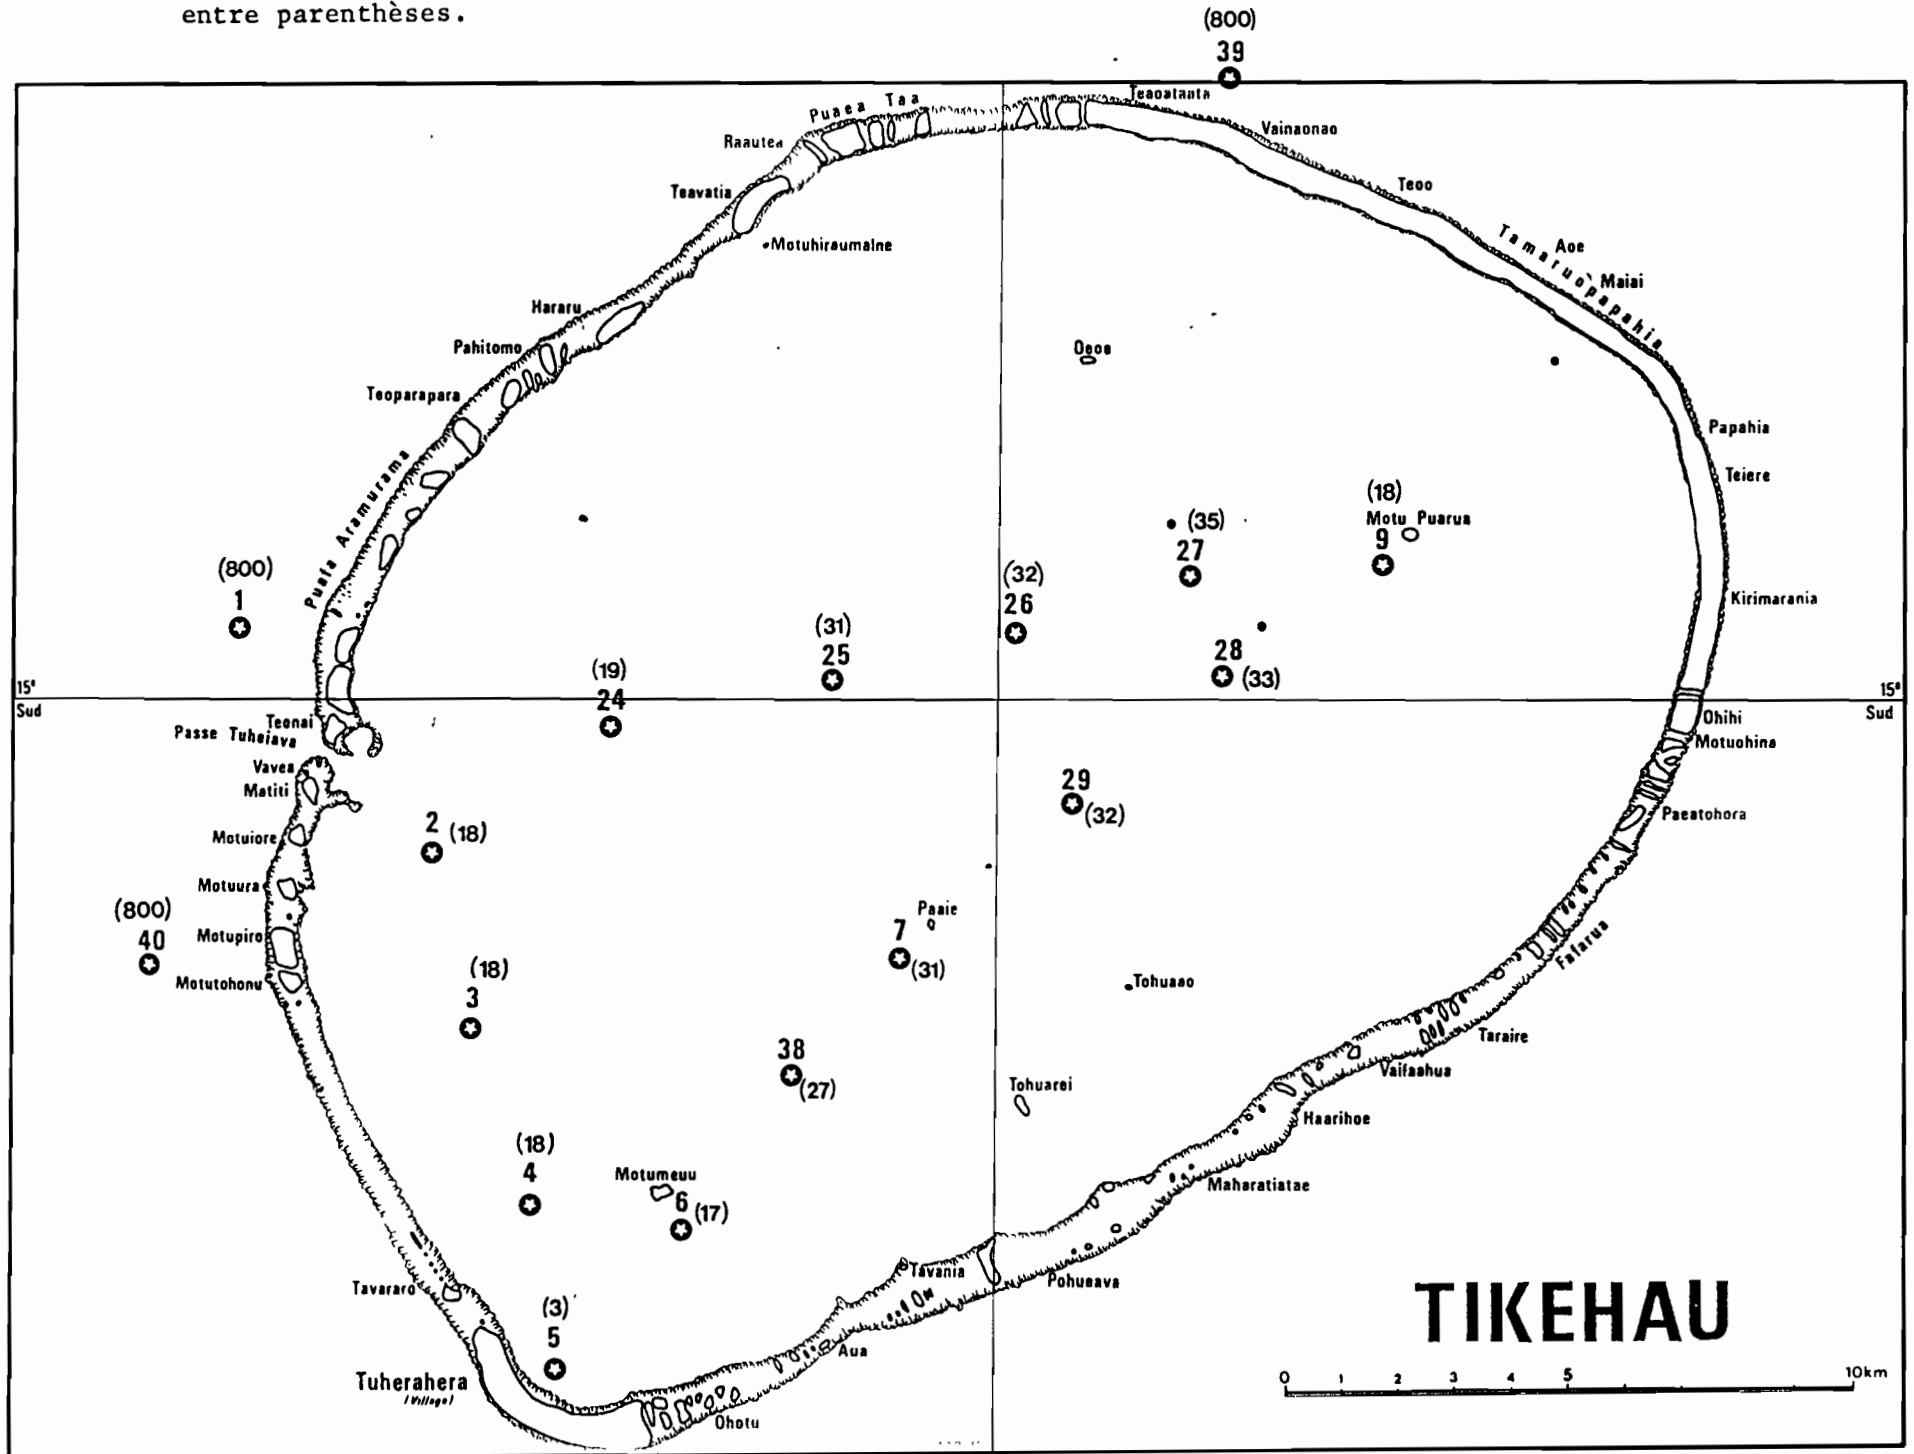 entre parenthèses.
(800)
39
Teaoatanta
Puaea Taa
Raautea
Vainaonao
Teavatia
Teoo
Motuhiraumaine
Tamaruopapahia
Aoe
Maiai
Hararu
Pahitomo
Oeoe
Teoparapara
Papahia
Puafa Aramurama
Teiere
(18)
Motu Puarua
9
(35)
27
(800)
1
(32)
26
Kirimarania
(31)
25
28
(33)
(19)
24
15°
Sud
15°
Sud
Teonai
Passe Tuheiava
Ohihi
Motuohina
Vavea
Matiti
29
(32)
Paeatohora
Motuiore
2 (18)
Motuura
(800)
40
Motupiro
Paaie
7
(31)
Fafarua
Motutohonu
(18)
3
Tohuaao
Taraire
38
(27)
Vaifaahua
Tohuarei
Haarihoe
(18)
4
Motumeuu
6 (17)
Maharatiatae
Tavararo
Tavania
Pohueava
TIKEHAU
(3)
5
Aua
Tuherahera
(Village)
Ohotu
0 1 2 3 4 5 10km